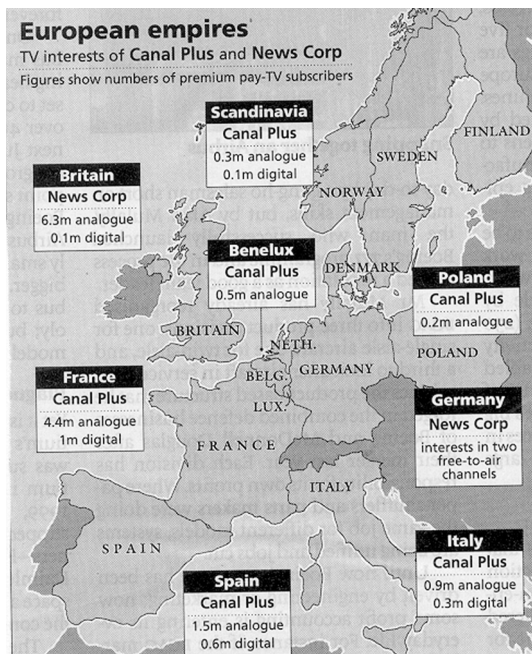 European empires
TV interests of Canal Plus and News Corp
Figures show numbers of premium pay-TV subscribers
Scandinavia
Canal Plus
0.3m analogue
0.1m digital
FINLAND
SWEDEN
NORWAY
Britain
News Corp
6.3m analogue
0.1m digital
Benelux
Canal Plus
0.5m analogue
DENMARK
Poland
Canal Plus
0.2m analogue
BRITAIN
NETH.
POLAND
GERMANY
BELG.
LUX.
France
Canal Plus
4.4m analogue
1m digital
Germany
News Corp
interests in two
free-to-air
channels
FRANCE
ITALY
SPAIN
Italy
Canal Plus
0.9m analogue
0.3m digital
Spain
Canal Plus
1.5m analogue
0.6m digital